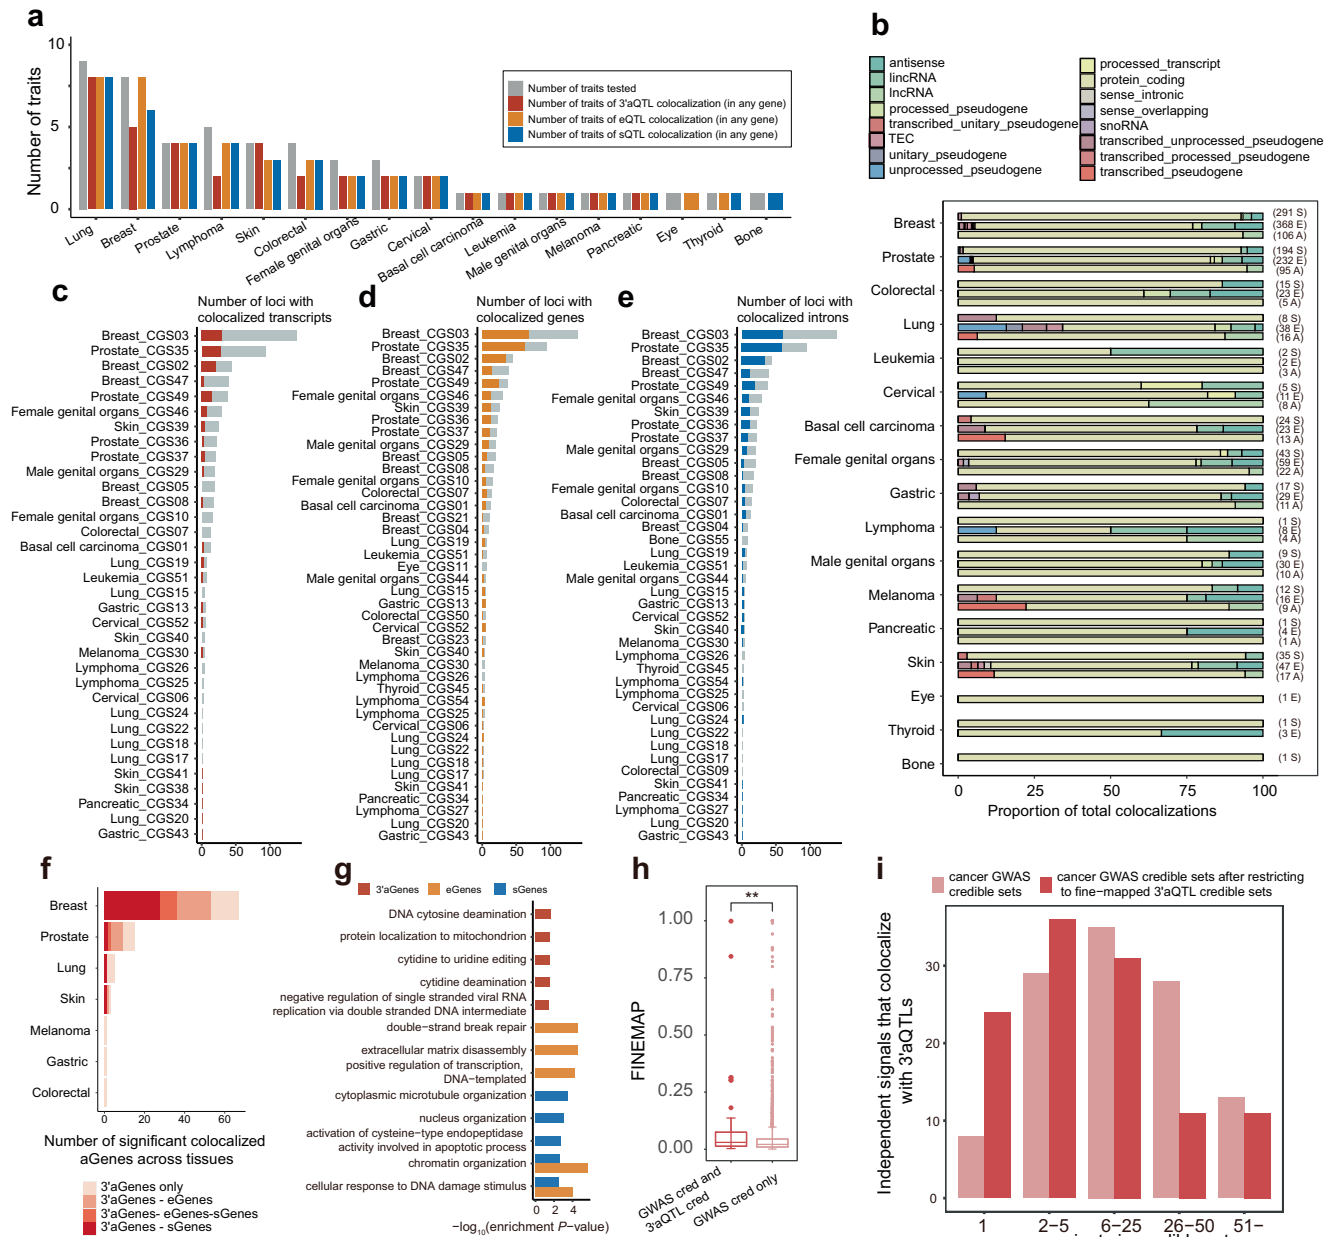 a
10
5
0
Number of traits
Number of traits tested
Number of traits of 3'aQTL colocalization (in any gene)
Number of traits of eQTL colocalization (in any gene)
Number of traits of sQTL colocalization (in any gene)
Lung
Breast
Prostate
Lymphoma
Skin
Colorectal
Female genital organs
Gastric
Cervical
Basal cell carcinoma
Leukemia
Male genital organs
Melanoma
Pancreatic
Eye
Thyroid
Bone
b
antisense
lincRNA
lncRNA
processed_pseudogene
transcribed_unitary_pseudogene
TEC
unitary_pseudogene
unprocessed_pseudogene
processed_transcript
protein_coding
sense_intronic
sense_overlapping
snoRNA
transcribed_unprocessed_pseudogene
transcribed_processed_pseudogene
transcribed_pseudogene
Breast
(291 S)
(368 E)
(106 A)
Prostate
(194 S)
(232 E)
(95 A)
Colorectal
(15 S)
(23 E)
(5 A)
Lung
(8 S)
(38 E)
(16 A)
Leukemia
(2 S)
(2 E)
(3 A)
Cervical
(5 S)
(11 E)
(8 A)
Basal cell carcinoma
(24 S)
(23 E)
(13 A)
Female genital organs
(43 S)
(59 E)
(22 A)
Gastric
(17 S)
(29 E)
(11 A)
Lymphoma
(1 S)
(8 E)
(4 A)
Male genital organs
(9 S)
(30 E)
(10 A)
Melanoma
(12 S)
(16 E)
(9 A)
Pancreatic
(1 S)
(4 E)
(1 A)
Skin
(35 S)
(47 E)
(17 A)
Eye
(1 E)
Thyroid
(1 S)
(3 E)
Bone
(1 S)
0 25 50 75 100
Proportion of total colocalizations
c
Number of loci with
colocalized transcripts
Breast_CGS03
Prostate_CGS35
Breast_CGS02
Breast_CGS47
Prostate_CGS49
Female genital organs_CGS46
Skin_CGS39
Prostate_CGS36
Prostate_CGS37
Male genital organs_CGS29
Breast_CGS05
Breast_CGS08
Female genital organs_CGS10
Colorectal_CGS07
Basal cell carcinoma_CGS01
Lung_CGS19
Leukemia_CGS51
Lung_CGS15
Gastric_CGS13
Cervical_CGS52
Skin_CGS40
Melanoma_CGS30
Lymphoma_CGS26
Lymphoma_CGS25
Cervical_CGS06
Lung_CGS24
Lung_CGS22
Lung_CGS18
Lung_CGS17
Skin_CGS41
Skin_CGS38
Pancreatic_CGS34
Lung_CGS20
Gastric_CGS43
0 50 100
d
Number of loci with
colocalized genes
Breast_CGS03
Prostate_CGS35
Breast_CGS02
Breast_CGS47
Prostate_CGS49
Female genital organs_CGS46
Skin_CGS39
Prostate_CGS36
Prostate_CGS37
Male genital organs_CGS29
Breast_CGS05
Breast_CGS08
Female genital organs_CGS10
Colorectal_CGS07
Basal cell carcinoma_CGS01
Breast_CGS21
Breast_CGS04
Lung_CGS19
Leukemia_CGS51
Eye_CGS11
Male genital organs_CGS44
Lung_CGS15
Gastric_CGS13
Colorectal_CGS50
Cervical_CGS52
Breast_CGS23
Skin_CGS40
Melanoma_CGS30
Lymphoma_CGS26
Thyroid_CGS45
Lymphoma_CGS54
Lymphoma_CGS25
Cervical_CGS06
Lung_CGS24
Lung_CGS22
Lung_CGS18
Lung_CGS17
Skin_CGS41
Pancreatic_CGS34
Lymphoma_CGS27
Lung_CGS20
Gastric_CGS43
0 50 100
e
Number of loci with
colocalized introns
Breast_CGS03
Prostate_CGS35
Breast_CGS02
Breast_CGS47
Prostate_CGS49
Female genital organs_CGS46
Skin_CGS39
Prostate_CGS36
Prostate_CGS37
Male genital organs_CGS29
Breast_CGS05
Breast_CGS08
Female genital organs_CGS10
Colorectal_CGS07
Basal cell carcinoma_CGS01
Breast_CGS04
Bone_CGS55
Lung_CGS19
Leukemia_CGS51
Male genital organs_CGS44
Lung_CGS15
Gastric_CGS13
Cervical_CGS52
Skin_CGS40
Melanoma_CGS30
Lymphoma_CGS26
Thyroid_CGS45
Lymphoma_CGS54
Lymphoma_CGS25
Cervical_CGS06
Lung_CGS24
Lung_CGS22
Lung_CGS18
Lung_CGS17
Colorectal_CGS09
Skin_CGS41
Pancreatic_CGS34
Lymphoma_CGS27
Lung_CGS20
Gastric_CGS43
0 50 100
f
Breast
Prostate
Lung
Skin
Melanoma
Gastric
Colorectal
0 20 40 60
Number of significant colocalized
aGenes across tissues
3'aGenes only
3'aGenes - eGenes
3'aGenes- eGenes-sGenes
3'aGenes - sGenes
g
3'aGenes eGenes sGenes
DNA cytosine deamination
protein localization to mitochondrion
cytidine to uridine editing
cytidine deamination
negative regulation of single stranded viral RNA
replication via double stranded DNA intermediate
double−strand break repair
extracellular matrix disassembly
positive regulation of transcription,
DNA−templated
cytoplasmic microtubule organization
nucleus organization
activation of cysteine−type endopeptidase
activity involved in apoptotic process
chromatin organization
cellular response to DNA damage stimulus
0 2 4
−log10(enrichment P−value)
h
**
1.00
0.75
0.50
0.25
0.00
FINEMAP
GWAS cred and
3'aQTL cred
GWAS cred only
i
cancer GWAS
credible sets
cancer GWAS credible sets after restricting
to fine−mapped 3'aQTL credible sets
30
20
10
0
Independent signals that colocalize
with 3'aQTLs
1 2−5 6−25 26−50 51−